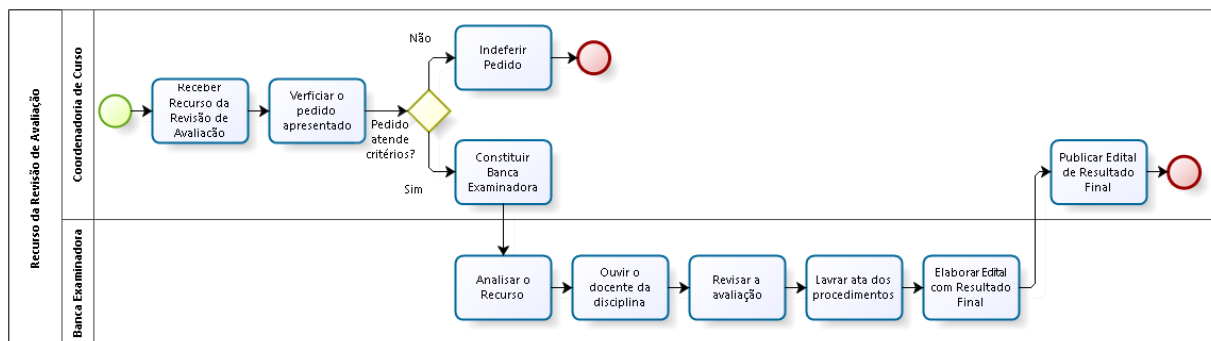 Recurso da Revisão de Avaliação
Coordenadoria de Curso
Receber
Recurso da
Revisão de
Avaliação
Verficiar o
pedido
apresentado
Pedido
atende
critérios?
Não
Indeferir
Pedido
Sim
Constituir
Banca
Examinadora
Publicar Edital
de Resultado
Final
Banca Examinadora
Analisar o
Recurso
Ouvir o
docente da
disciplina
Revisar a
avaliação
Lavrar ata dos
procedimentos
Elaborar Edital
com Resultado
Final